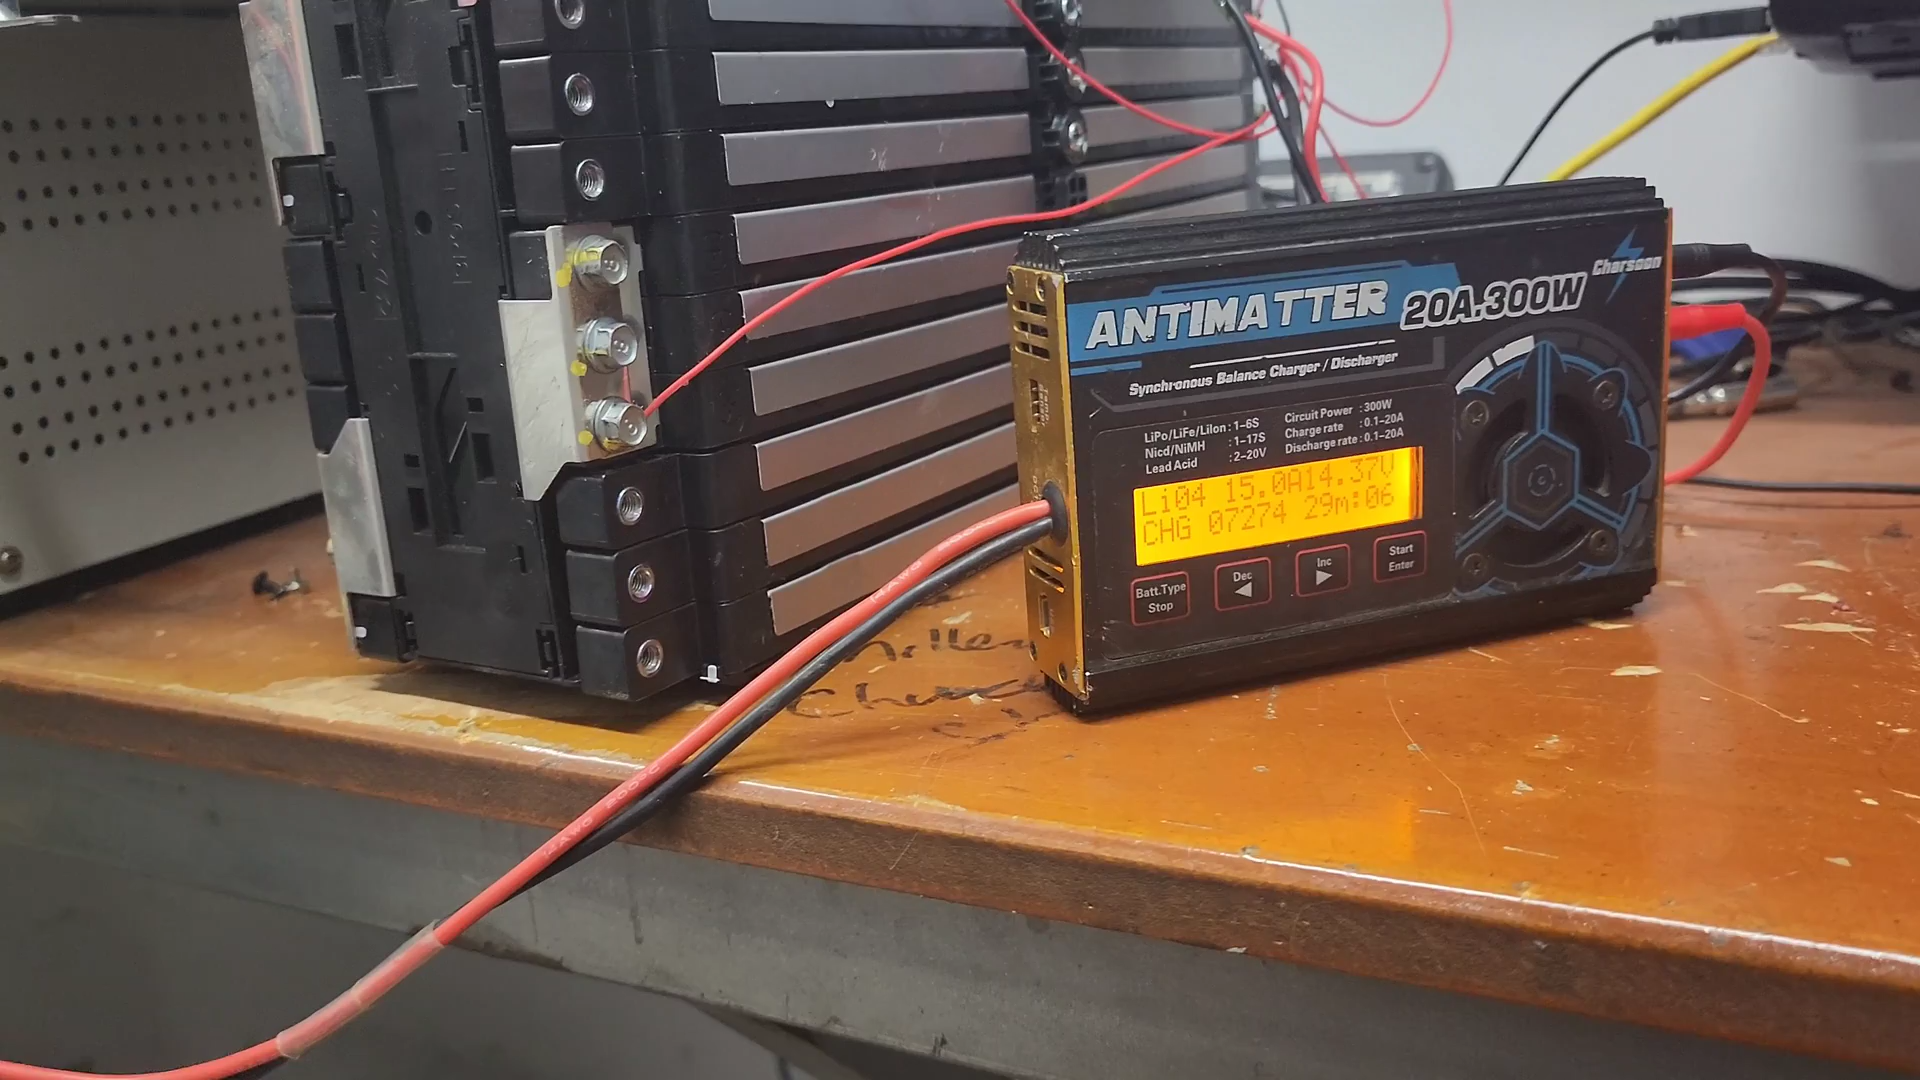 ANTIMATTER 20A.300W
Charsoon
Synchronous Balance Charger / Discharger
LiPo/LiFe/LiIon : 1-6S
Nicd/NiMH : 1-17S
Lead Acid : 2-20V
Circuit Power : 300W
Charge rate : 0.1-20A
Discharge rate : 0.1-20A
Li04 15.0A14.37V
CHG 07274 29m:06
Batt.Type
Stop
Dec
Inc
Start
Enter
12AWG 200°C